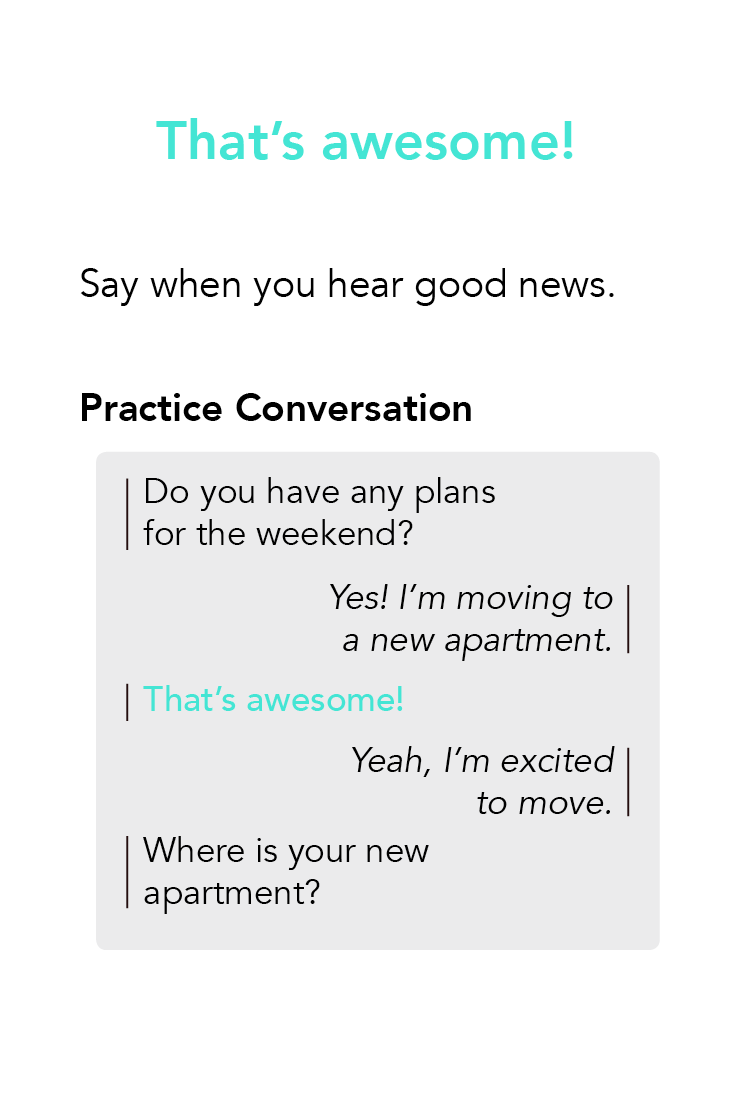 That’s awesome!
Say when you hear good news.
Practice Conversation
Do you have any plans
for the weekend?
Yes! I’m moving to
a new apartment.
That’s awesome!
Yeah, I’m excited
to move.
Where is your new
apartment?